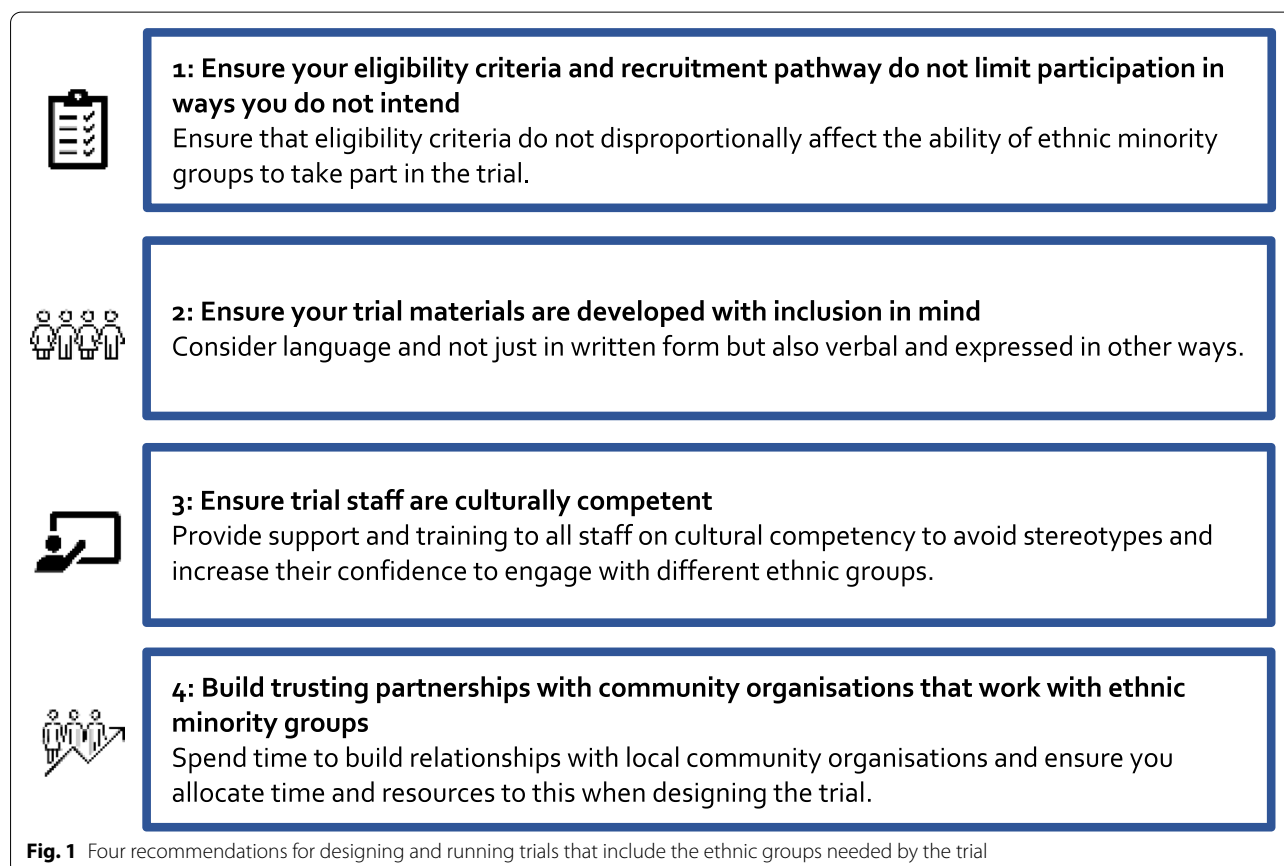 1: Ensure your eligibility criteria and recruitment pathway do not limit participation in
ways you do not intend
Ensure that eligibility criteria do not disproportionally affect the ability of ethnic minority
groups to take part in the trial.
2: Ensure your trial materials are developed with inclusion in mind
Consider language and not just in written form but also verbal and expressed in other ways.
3: Ensure trial staff are culturally competent
Provide support and training to all staff on cultural competency to avoid stereotypes and
increase their confidence to engage with different ethnic groups.
4: Build trusting partnerships with community organisations that work with ethnic
minority groups
Spend time to build relationships with local community organisations and ensure you
allocate time and resources to this when designing the trial.
Fig. 1 Four recommendations for designing and running trials that include the ethnic groups needed by the trial